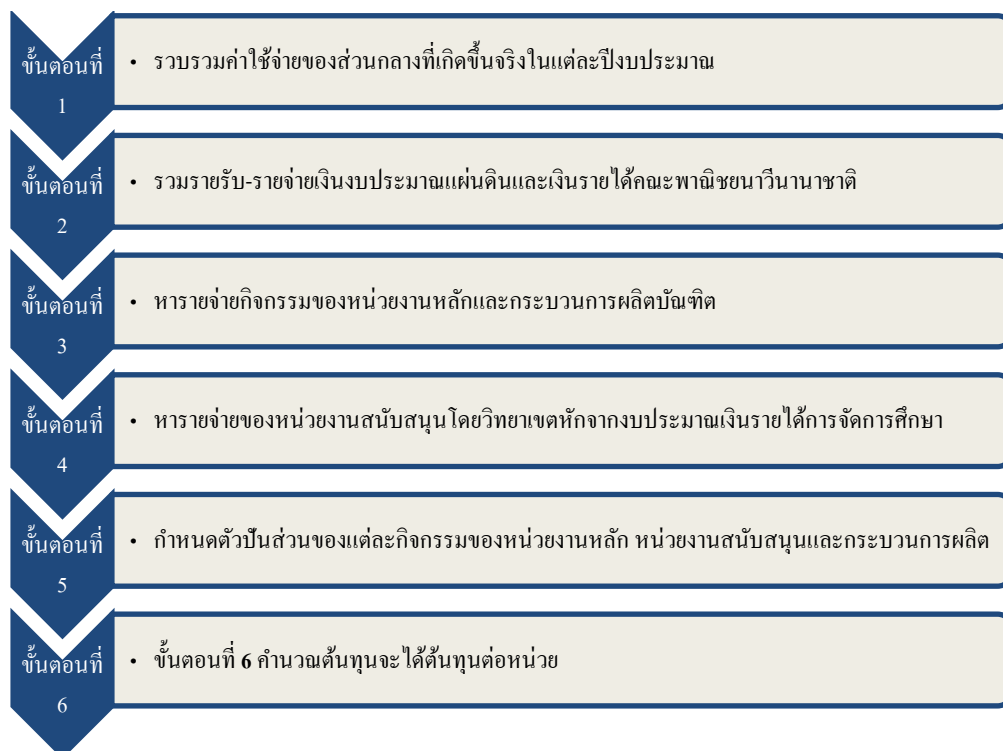 ขั้นตอนที่
1
• รวบรวมค่าใช้จ่ายของส่วนกลางที่เกิดขึ้นจริงในแต่ละปีงบประมาณ
ขั้นตอนที่
2
• รวมรายรับ-รายจ่ายเงินงบประมาณแผ่นดินและเงินรายได้คณะพาณิชยนาวีนานาชาติ
ขั้นตอนที่
3
• หารายจ่ายกิจกรรมของหน่วยงานหลักและกระบวนการผลิตบัณฑิต
ขั้นตอนที่
4
• หารายจ่ายของหน่วยงานสนับสนุนโดยวิทยาเขตหักจากงบประมาณเงินรายได้การจัดการศึกษา
ขั้นตอนที่
5
• กำหนดตัวปันส่วนของแต่ละกิจกรรมของหน่วยงานหลัก หน่วยงานสนับสนุนและกระบวนการผลิต
ขั้นตอนที่
6
• ขั้นตอนที่ 6 คำนวณต้นทุนจะได้ต้นทุนต่อหน่วย